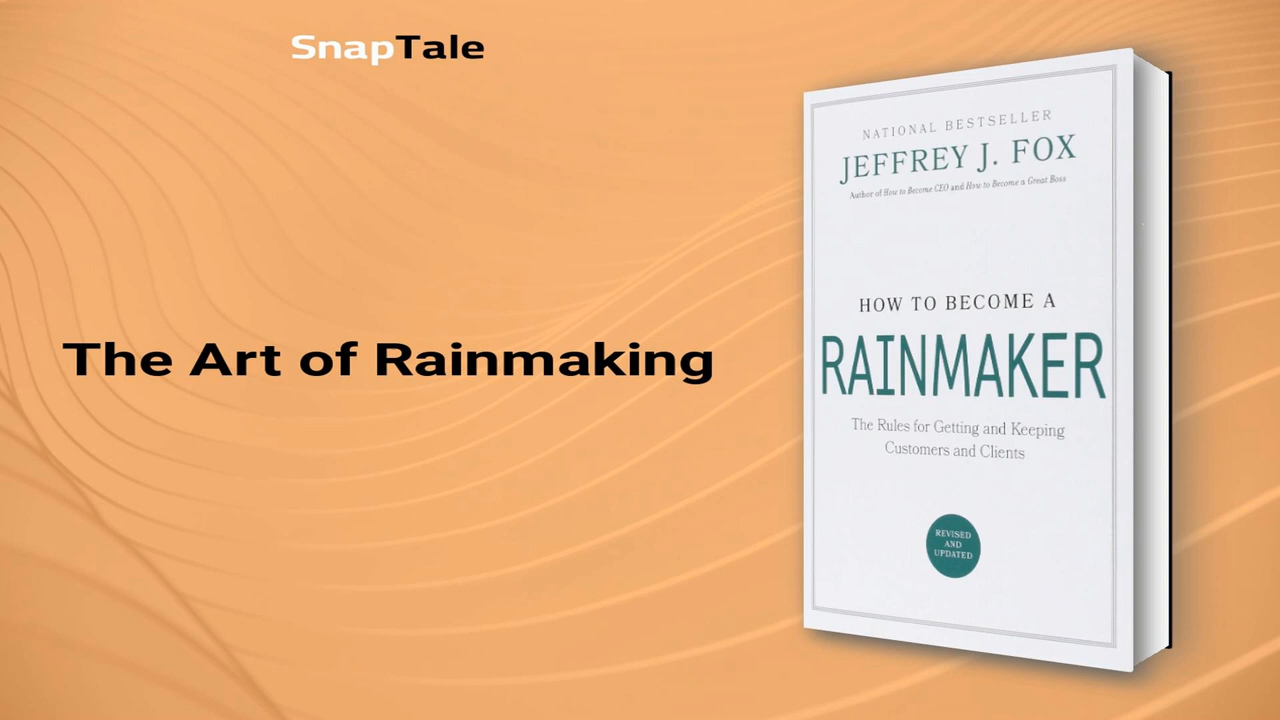 SnapTale
The Art of Rainmaking
NATIONAL BESTSELLER
JEFFREY J. FOX
Author of How to Become CEO and How to Become a Great Boss
HOW TO BECOME A
RAINMAKER
The Rules for Getting and Keeping
Customers and Clients
REVISED
AND
UPDATED